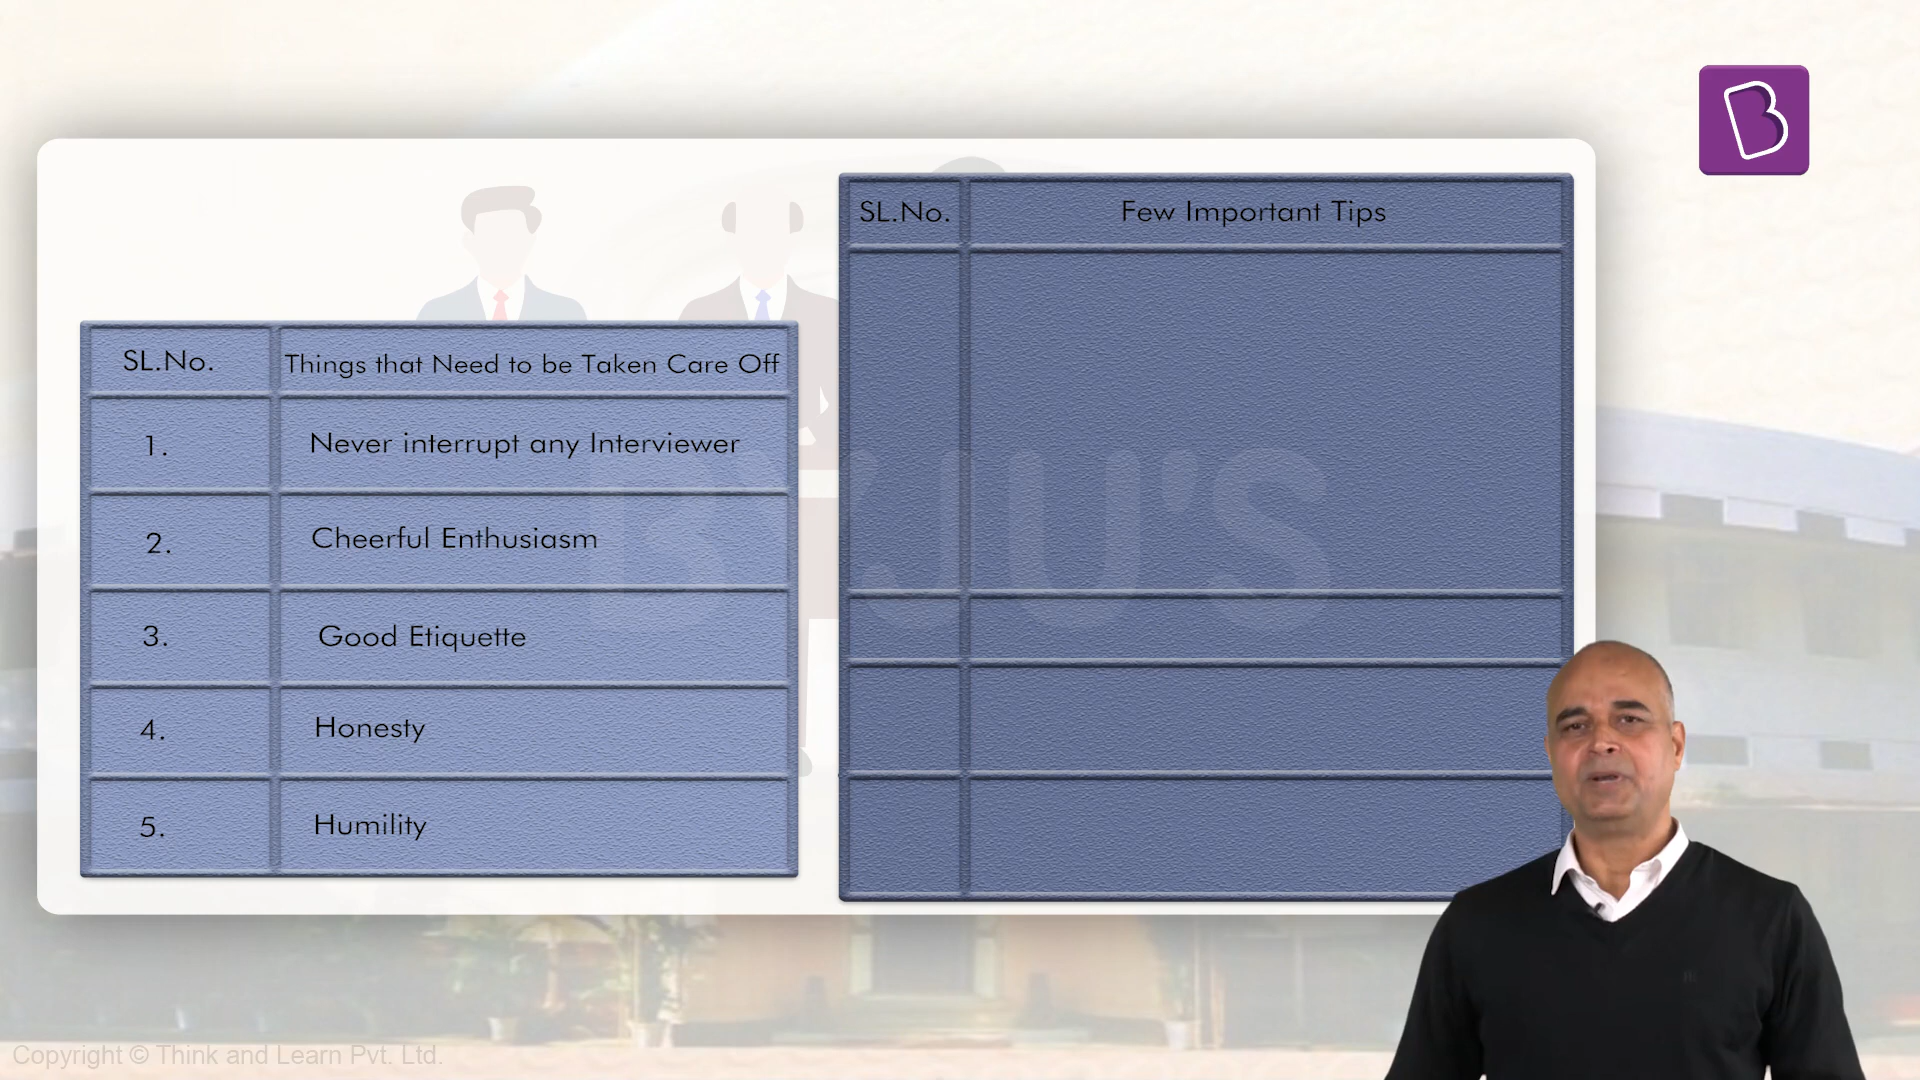 SL.No. Things that Need to be Taken Care Off
1. Never interrupt any Interviewer
2. Cheerful Enthusiasm
3. Good Etiquette
4. Honesty
5. Humility
SL.No. Few Important Tips
BYJU'S
B
Copyright © Think and Learn Pvt. Ltd.